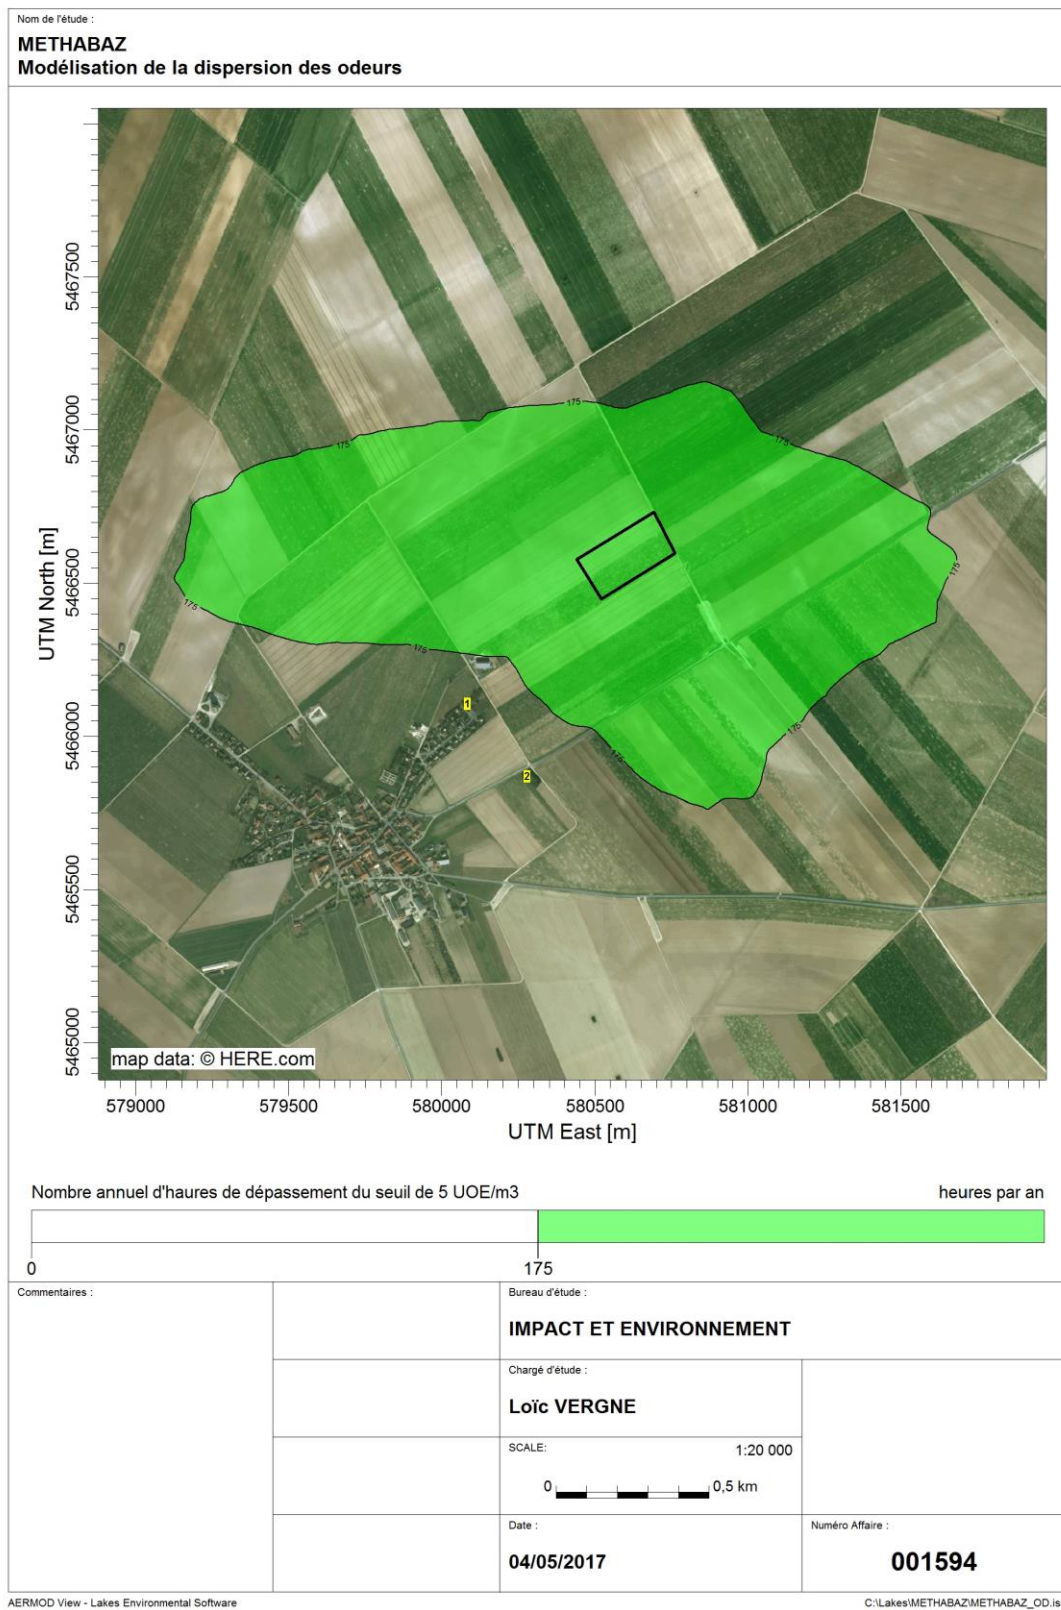 Nom de l'étude :
METHABAZ
Modélisation de la dispersion des odeurs
UTM North [m]
5467500
5467000
5466500
5466000
5465500
5465000
175
175
175
175
175
175
175
175
175
1
2
map data: © HERE.com
579000 579500 580000 580500 581000 581500
UTM East [m]
Nombre annuel d'haures de dépassement du seuil de 5 UOE/m3 heures par an
0 175
Commentaires :
Bureau d'étude :
IMPACT ET ENVIRONNEMENT
Chargé d'étude :
Loïc VERGNE
SCALE: 1:20 000
0 0,5 km
Date :
04/05/2017
Numéro Affaire :
001594
AERMOD View - Lakes Environmental Software C:\Lakes\METHABAZ\METHABAZ_OD.is